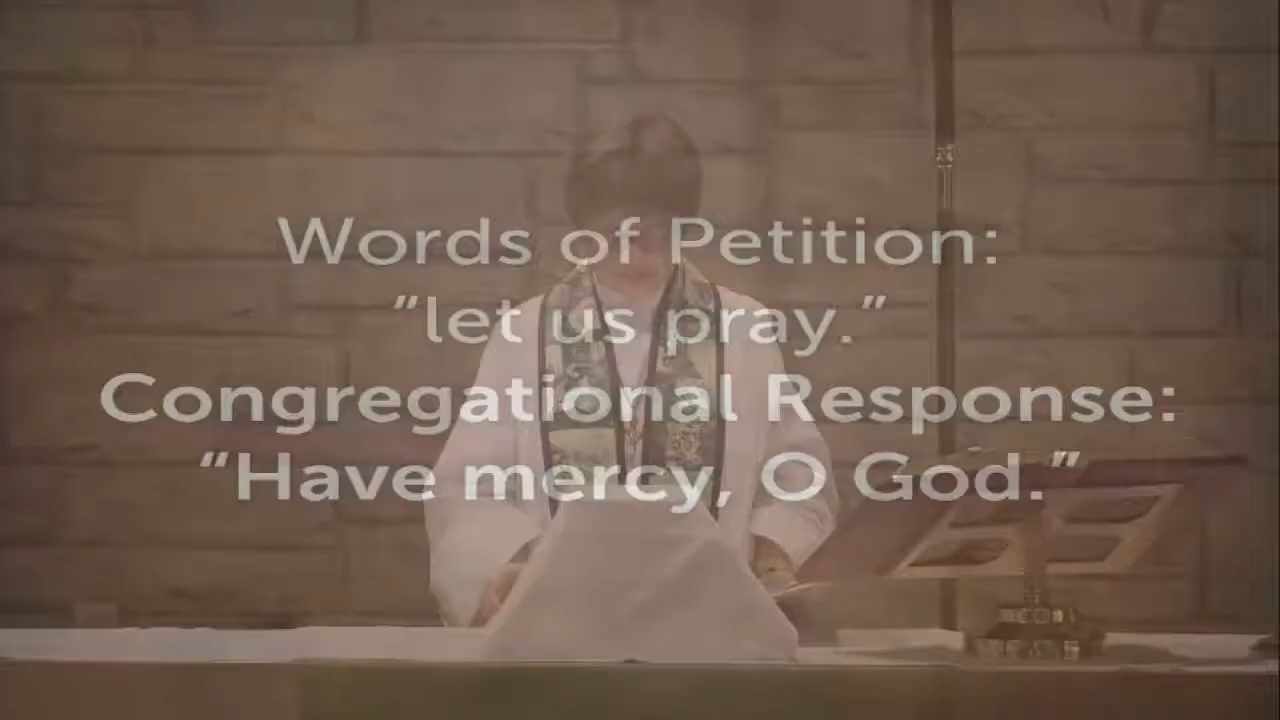 Words of Petition:
“let us pray.”
Congregational Response:
“Have mercy, O God.”